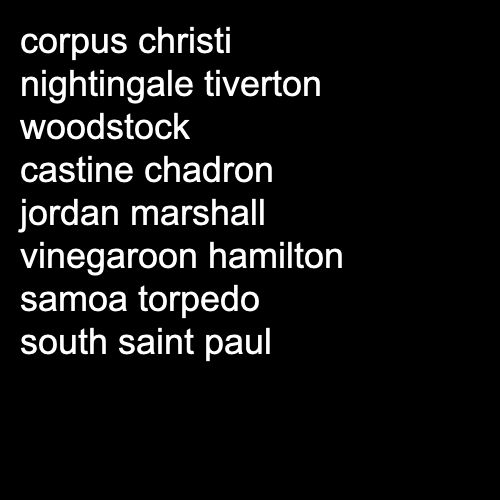 corpus christi
nightingale tiverton
woodstock
castine chadron
jordan marshall
vinegaroon hamilton
samoa torpedo
south saint paul